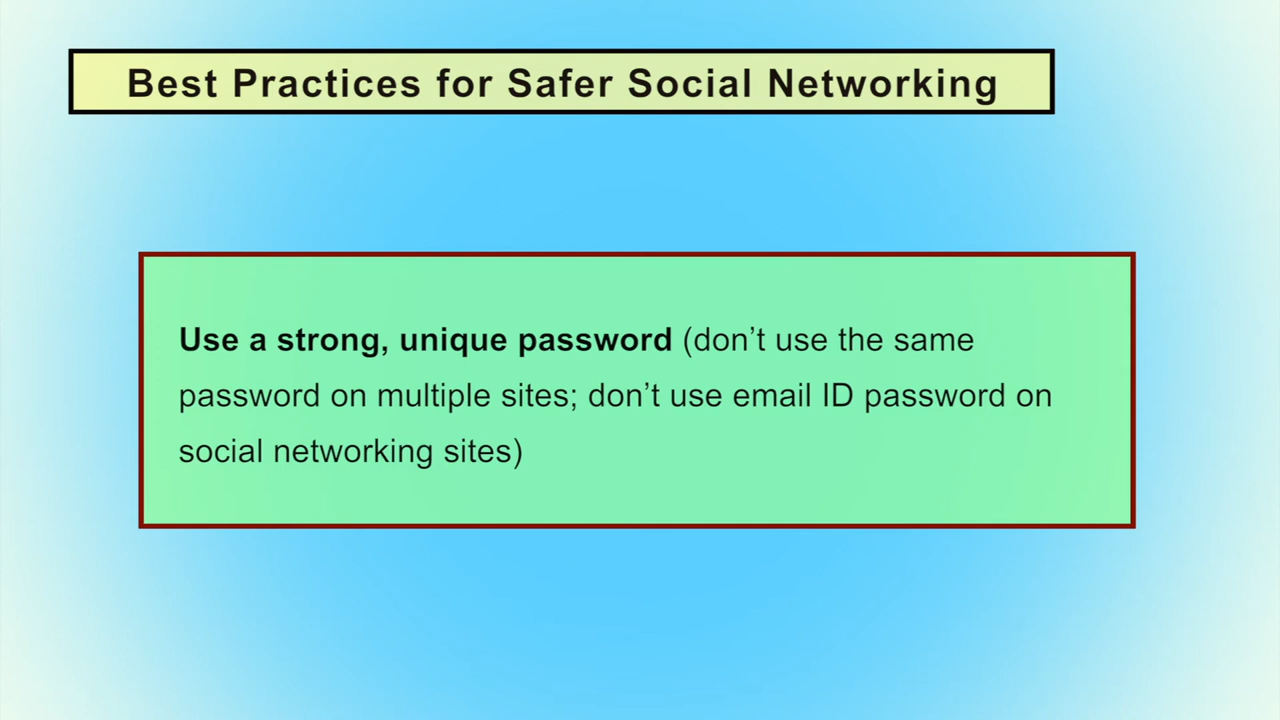 Best Practices for Safer Social Networking
Use a strong, unique password (don’t use the same
password on multiple sites; don’t use email ID password on
social networking sites)